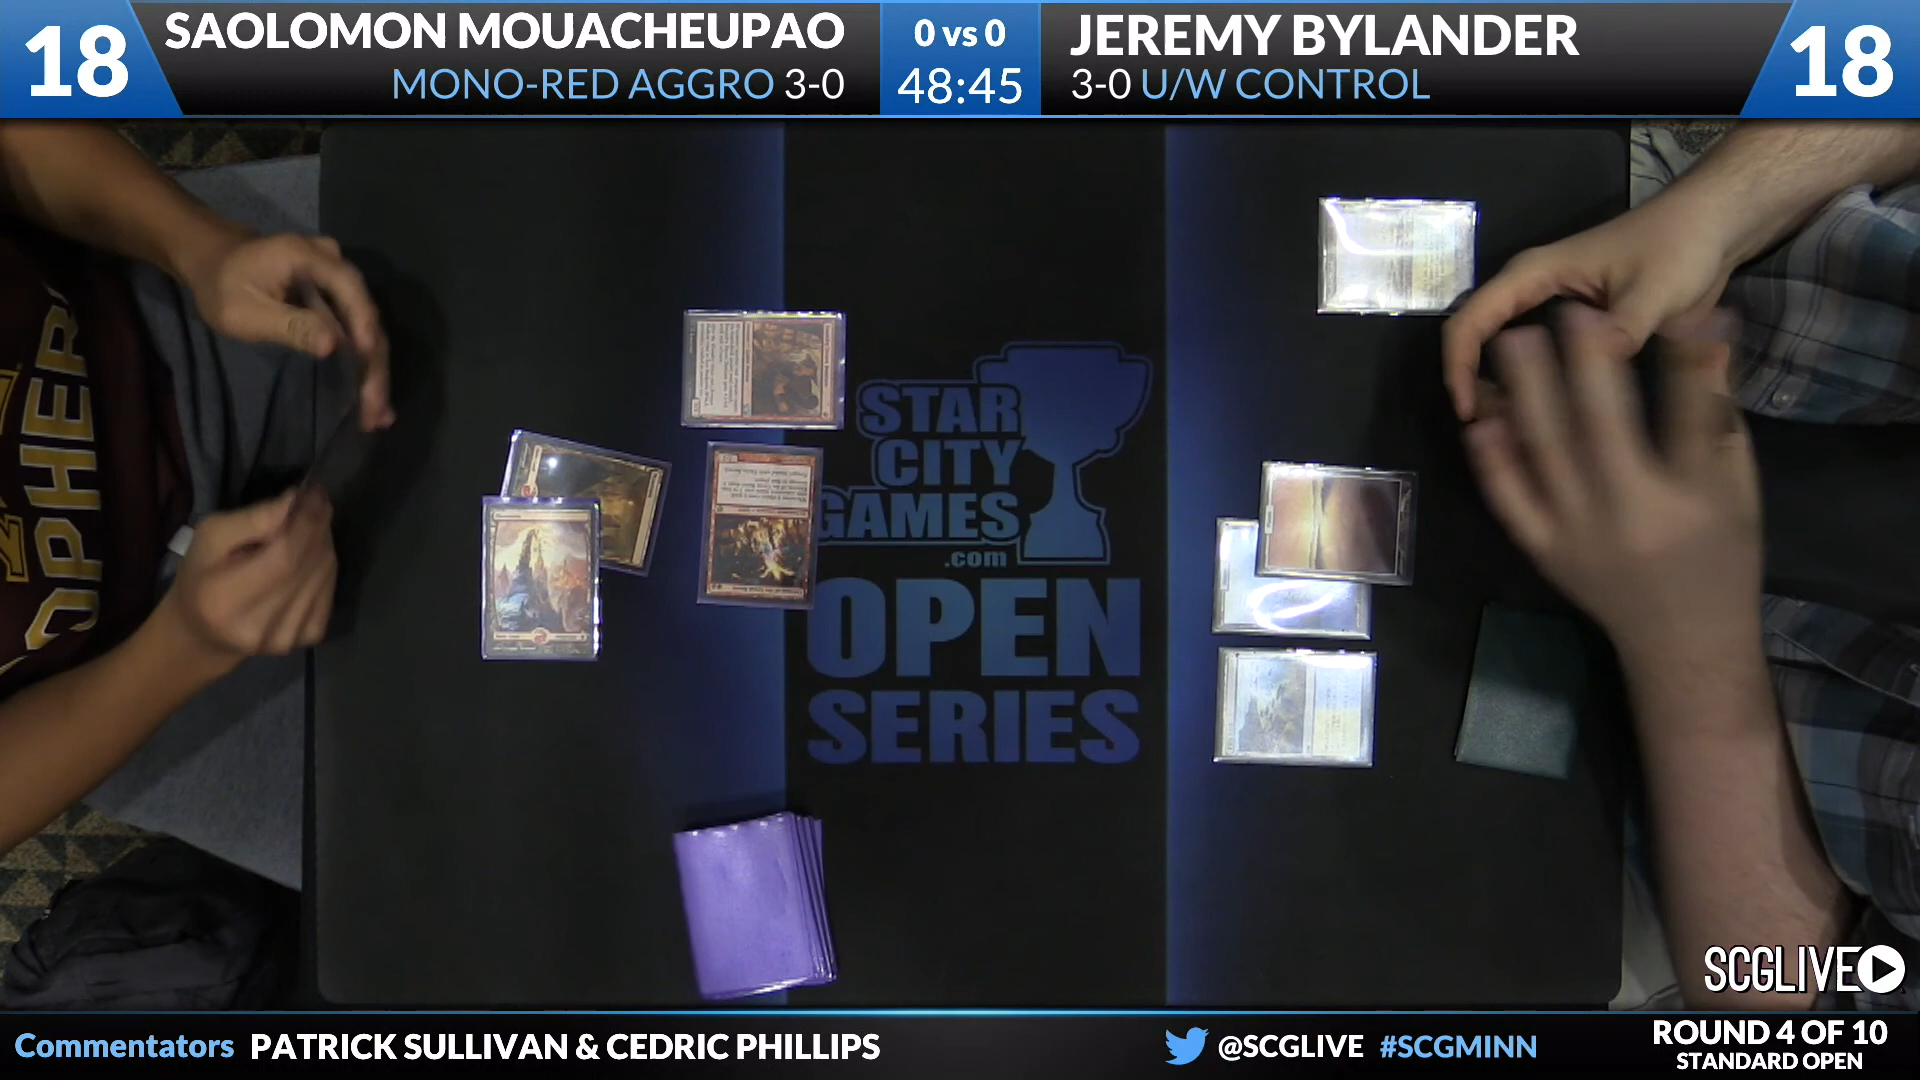 18
SAOLOMON MOUACHEUPAO
MONO-RED AGGRO 3-0
0 vs 0
48:45
JEREMY BYLANDER
3-0 U/W CONTROL
18
OPHER
STAR
CITY
GAMES
.com
OPEN
SERIES
SCGLIVE
Commentators PATRICK SULLIVAN & CEDRIC PHILLIPS
@SCGLIVE #SCGMINN
ROUND 4 OF 10
STANDARD OPEN